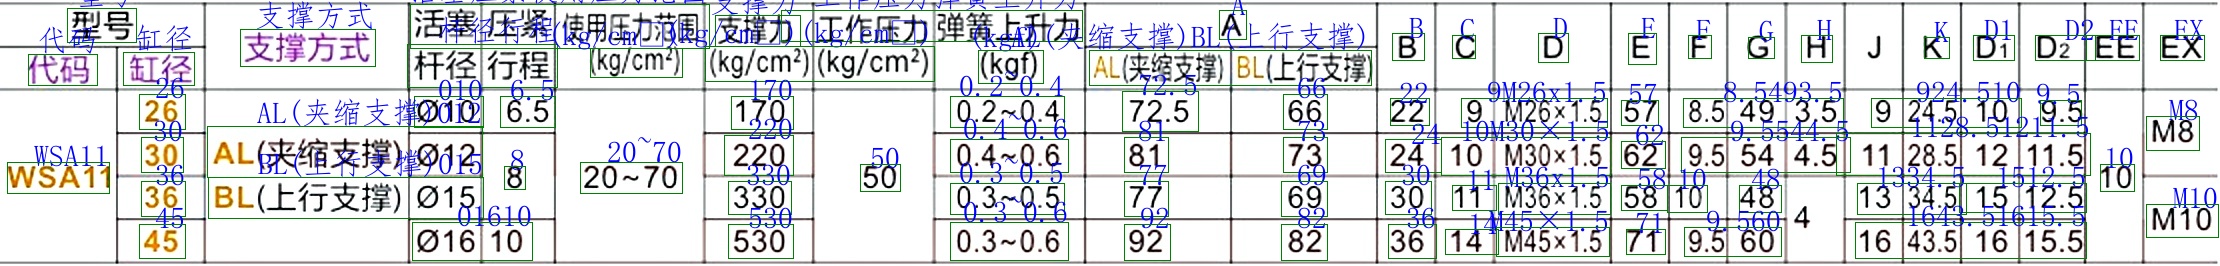 型号 支撑方式 活塞 压紧 使用压力范围 支撑力 工作压力 弹簧上升力 A B C D E F G H J K D1 D2 EE EX
代码 缸径 杆径 行程 (kg/cm²) (kg/cm²) (kg/cm²) (kgf) AL(夹缩支撑) BL(上行支撑)
26 Ø10 6.5 170 0.2~0.4 72.5 66 22 9 M26×1.5 57 8.5 49 3.5 9 24.5 10 9.5 M8
30 AL(夹缩支撑) Ø12 220 0.4~0.6 81 73 24 10 M30×1.5 62 9.5 54 4.5 11 28.5 12 11.5
WSA11 8 20~70 50 10
36 BL(上行支撑) Ø15 330 0.3~0.5 77 69 30 11 M36×1.5 58 10 48 4 13 34.5 15 12.5 M10
45 Ø16 10 530 0.3~0.6 92 82 36 14 M45×1.5 71 9.5 60 16 43.5 16 15.5